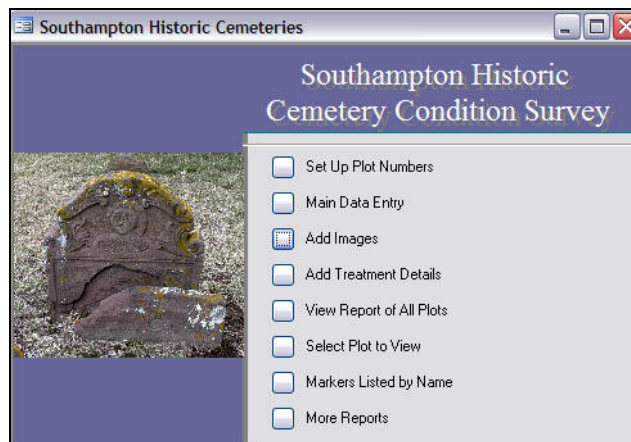 Southampton Historic Cemeteries
Southampton Historic
Cemetery Condition Survey
Set Up Plot Numbers
Main Data Entry
Add Images
Add Treatment Details
View Report of All Plots
Select Plot to View
Markers Listed by Name
More Reports